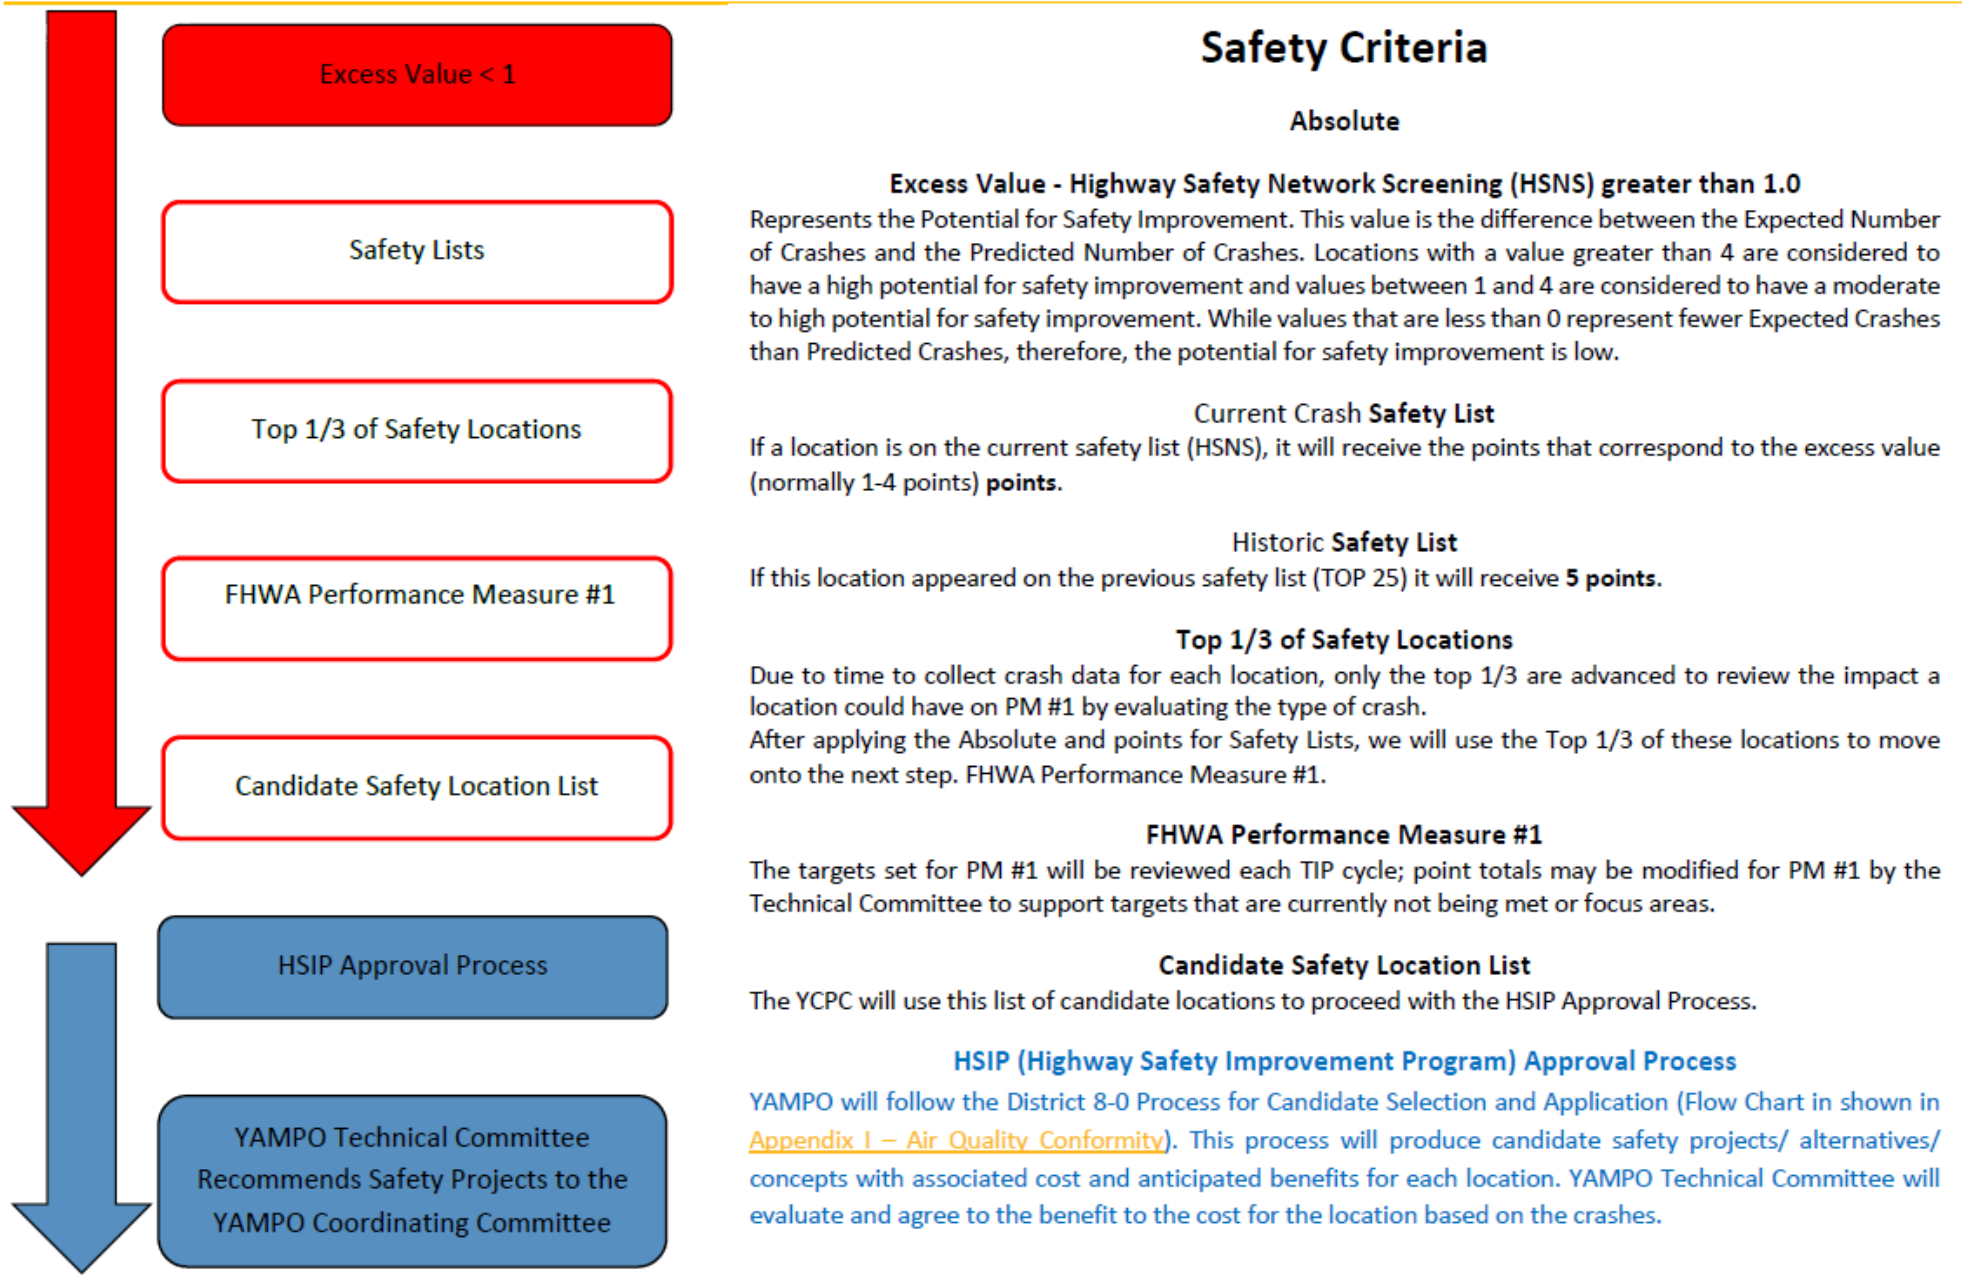 Excess Value < 1
Safety Lists
Top 1/3 of Safety Locations
FHWA Performance Measure #1
Candidate Safety Location List
HSIP Approval Process
YAMPO Technical Committee
Recommends Safety Projects to the
YAMPO Coordinating Committee
Safety Criteria
Absolute
Excess Value - Highway Safety Network Screening (HSNS) greater than 1.0
Represents the Potential for Safety Improvement. This value is the difference between the Expected Number
of Crashes and the Predicted Number of Crashes. Locations with a value greater than 4 are considered to
have a high potential for safety improvement and values between 1 and 4 are considered to have a moderate
to high potential for safety improvement. While values that are less than 0 represent fewer Expected Crashes
than Predicted Crashes, therefore, the potential for safety improvement is low.
Current Crash Safety List
If a location is on the current safety list (HSNS), it will receive the points that correspond to the excess value
(normally 1-4 points) points.
Historic Safety List
If this location appeared on the previous safety list (TOP 25) it will receive 5 points.
Top 1/3 of Safety Locations
Due to time to collect crash data for each location, only the top 1/3 are advanced to review the impact a
location could have on PM #1 by evaluating the type of crash.
After applying the Absolute and points for Safety Lists, we will use the Top 1/3 of these locations to move
onto the next step. FHWA Performance Measure #1.
FHWA Performance Measure #1
The targets set for PM #1 will be reviewed each TIP cycle; point totals may be modified for PM #1 by the
Technical Committee to support targets that are currently not being met or focus areas.
Candidate Safety Location List
The YCPC will use this list of candidate locations to proceed with the HSIP Approval Process.
HSIP (Highway Safety Improvement Program) Approval Process
YAMPO will follow the District 8-0 Process for Candidate Selection and Application (Flow Chart in shown in
Appendix I – Air Quality Conformity). This process will produce candidate safety projects/ alternatives/
concepts with associated cost and anticipated benefits for each location. YAMPO Technical Committee will
evaluate and agree to the benefit to the cost for the location based on the crashes.